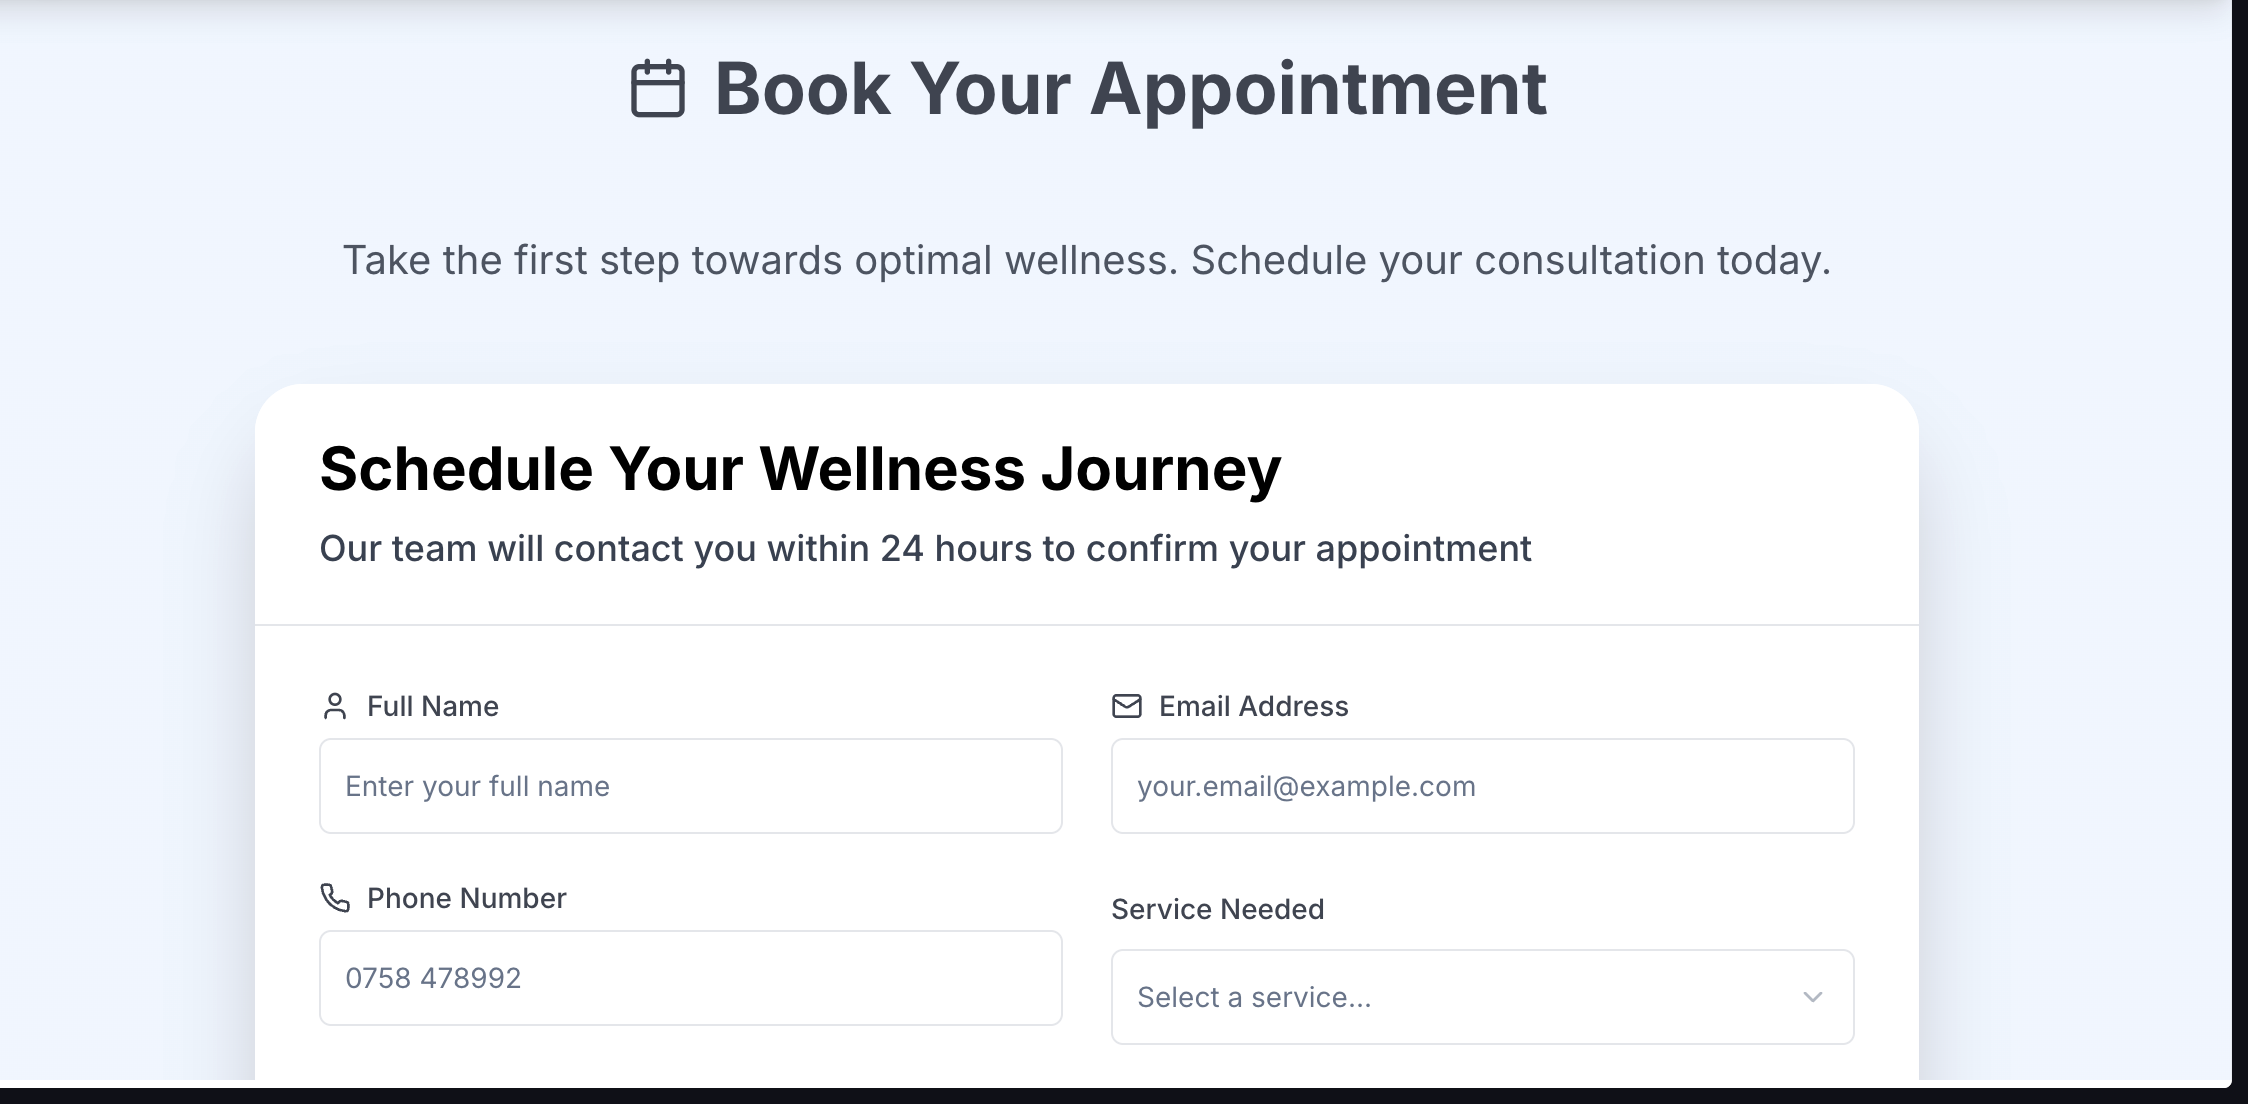 Book Your Appointment
Take the first step towards optimal wellness. Schedule your consultation today.
Schedule Your Wellness Journey
Our team will contact you within 24 hours to confirm your appointment
Full Name
Email Address
Enter your full name
your.email@example.com
Phone Number
Service Needed
0758 478992
Select a service...